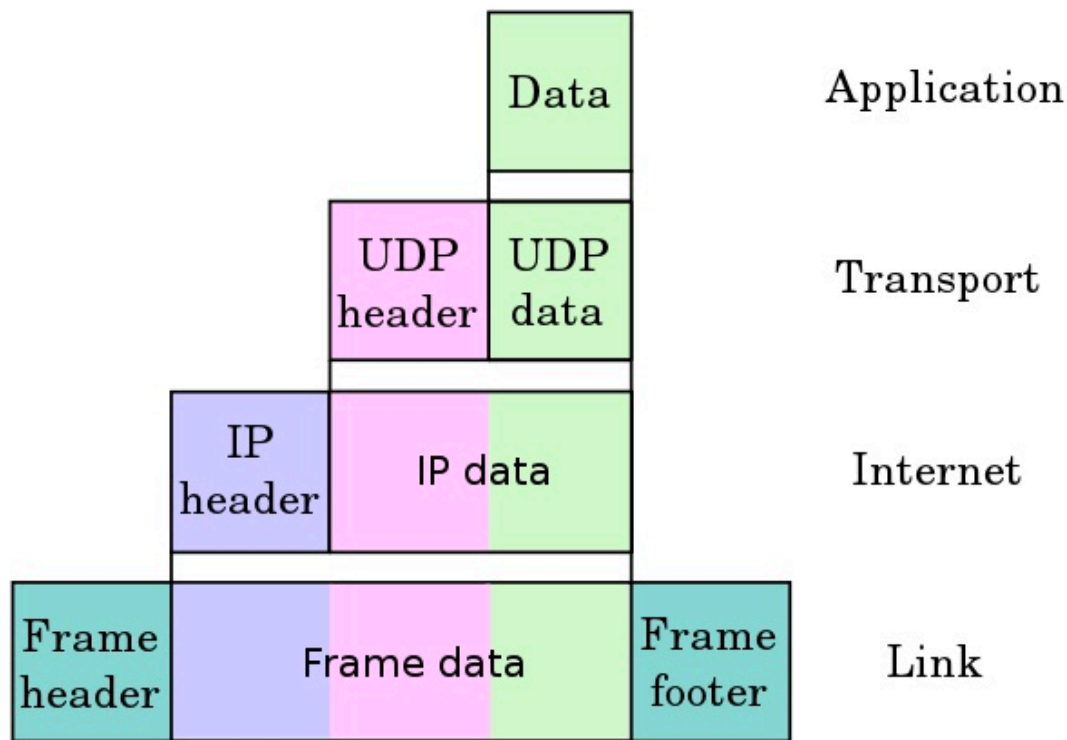 Data
Application
UDP
header
UDP
data
Transport
IP
header
IP data
Internet
Frame
header
Frame data
Frame
footer
Link